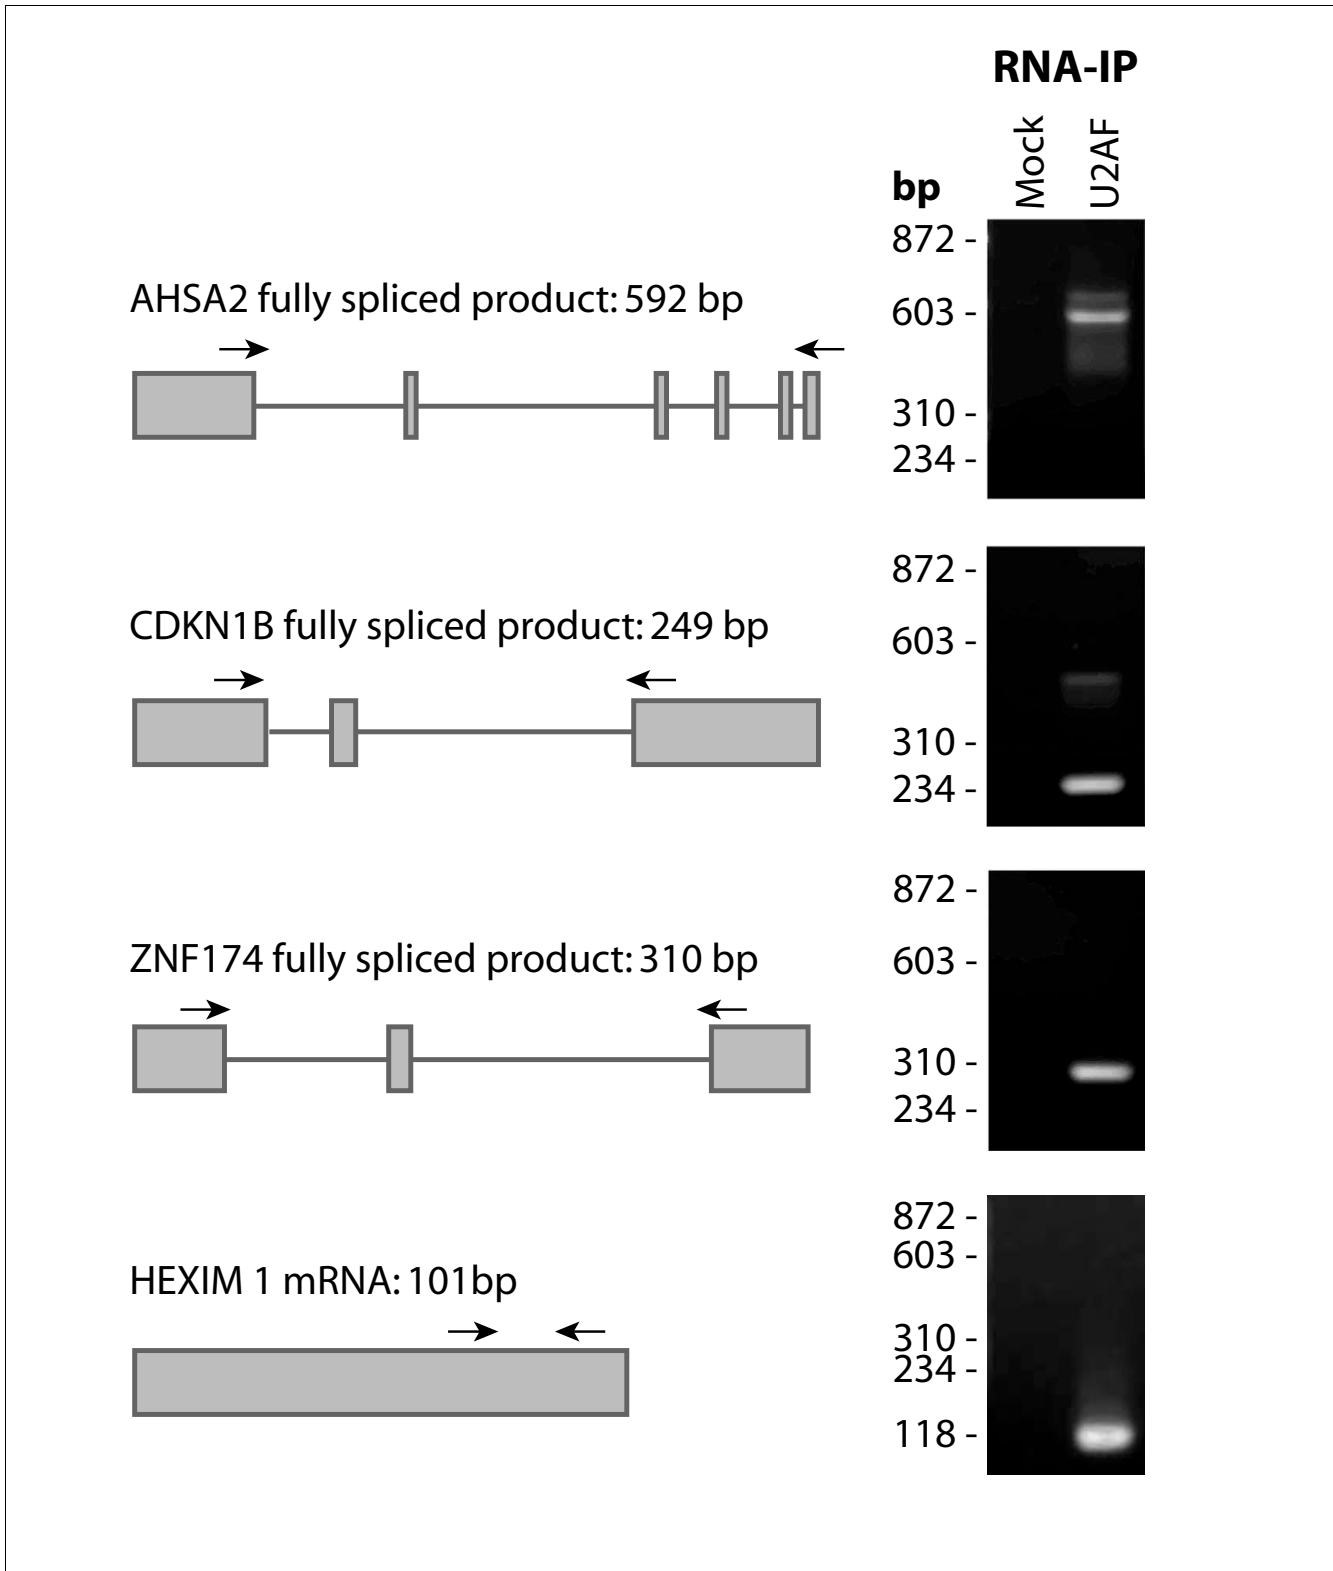 RNA-IP
Mock
U2AF
bp
872 -
AHSA2 fully spliced product: 592 bp
603 -
310 -
234 -
872 -
CDKN1B fully spliced product: 249 bp
603 -
310 -
234 -
872 -
ZNF174 fully spliced product: 310 bp
603 -
310 -
234 -
872 -
603 -
HEXIM 1 mRNA: 101bp
310 -
234 -
118 -